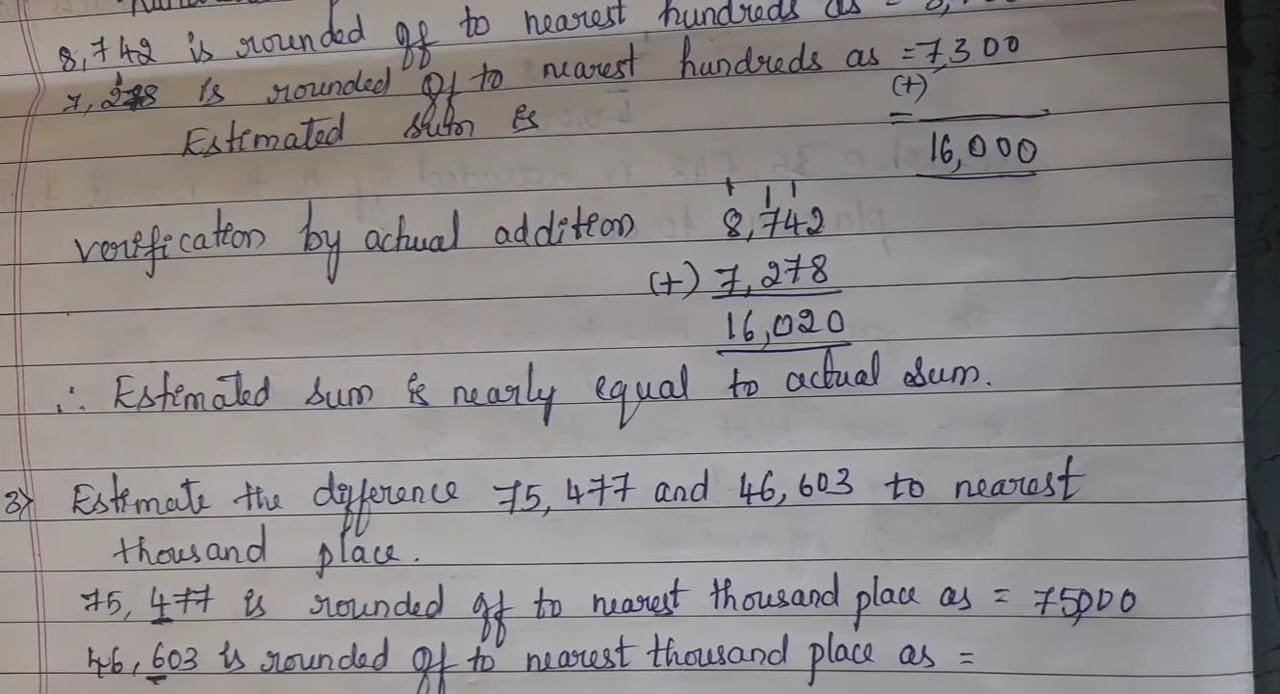 8,742 is rounded off to nearest hundreds as = 8,
7,278 is rounded off to nearest hundreds as = 7,300
(+)
Estimated sum is =
16,000
verification by actual addition 8,742
(+) 7,278
16,020
∴ Estimated sum is nearly equal to actual sum.
3) Estimate the difference 75,477 and 46,603 to nearest
thousand place.
75,477 is rounded off to nearest thousand place as = 75,000
46,603 is rounded off to nearest thousand place as =